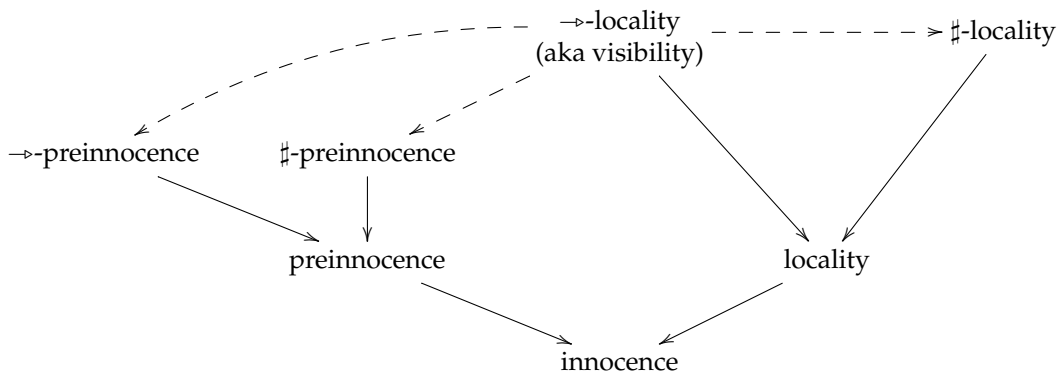 ⇾-locality
(aka visibility)
♯-locality
⇾-preinnocence
♯-preinnocence
preinnocence
locality
innocence